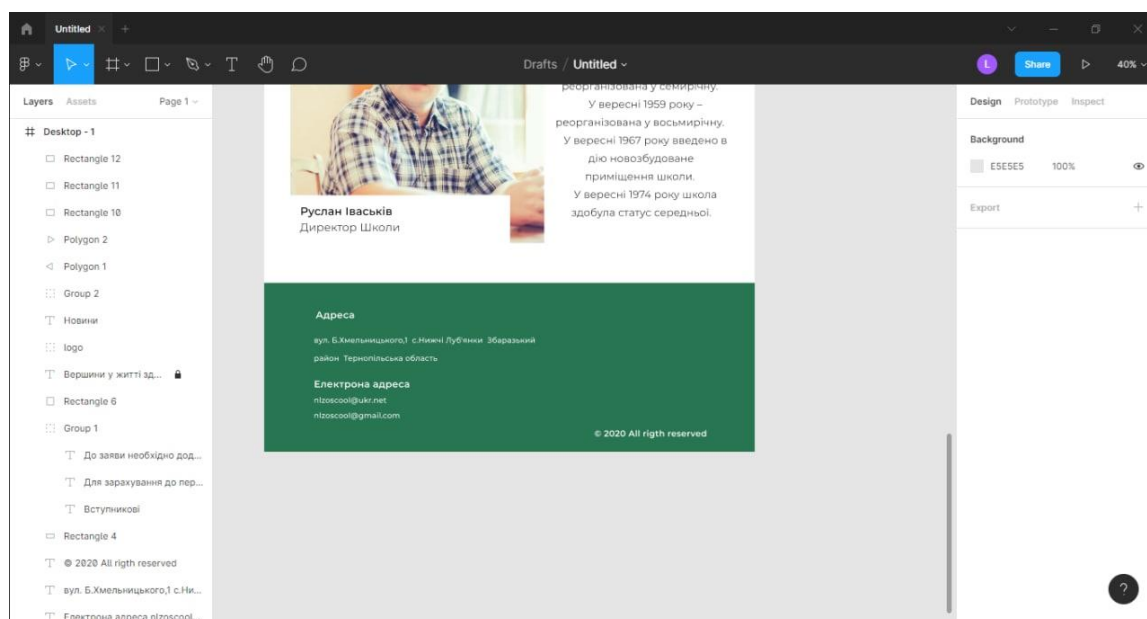 Untitled
Drafts / Untitled
L
Share
40%
Layers Assets Page 1
Desktop - 1
Rectangle 12
Rectangle 11
Rectangle 10
Polygon 2
Polygon 1
Group 2
Новини
logo
Вершини у житті зд...
Rectangle 6
Group 1
До заяви необхідно дод...
Для зарахування до пер...
Вступникові
Rectangle 4
© 2020 All rigth reserved
вул. Б.Хмельницького,1 с.Ни...
Електрона адреса nlzoscool...
реорганізована у семирічну.
У вересні 1959 року –
реорганізована у восьмирічну.
У вересні 1967 року введено в
дію новозбудоване
приміщення школи.
У вересні 1974 року школа
здобула статус середньої.
Руслан Іваськів
Директор Школи
Адреса
вул. Б.Хмельницького,1 с.Нижчі Луб'янки Збаразький
район Тернопільська область
Електрона адреса
nlzoscool@ukr.net
nlzoscool@gmail.com
© 2020 All rigth reserved
Design Prototype Inspect
Background
E5E5E5 100%
Export
?